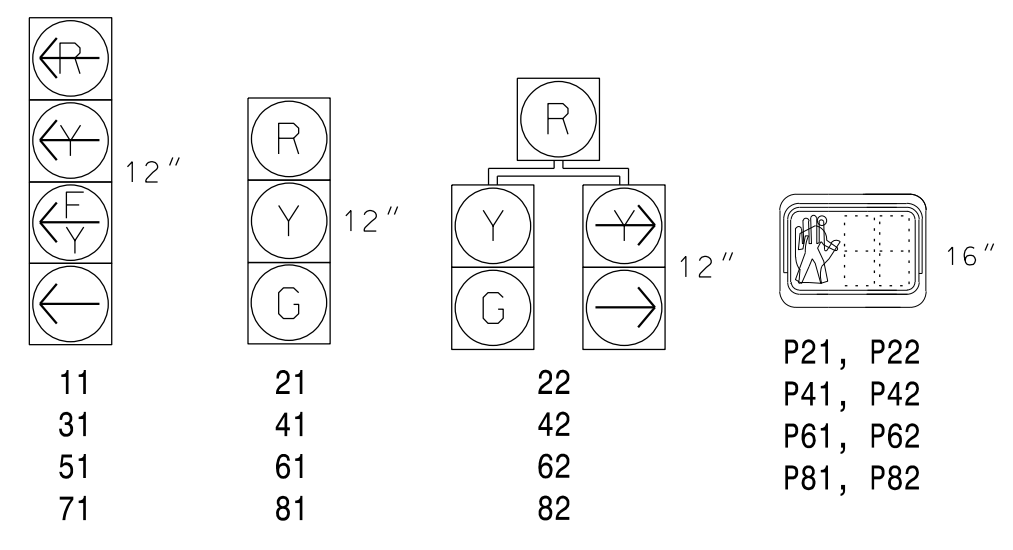 R
Y
F
Y
12"
11
31
51
71
R
Y
G
12"
21
41
61
81
R
Y Y
G
12"
22
42
62
82
16"
P21, P22
P41, P42
P61, P62
P81, P82